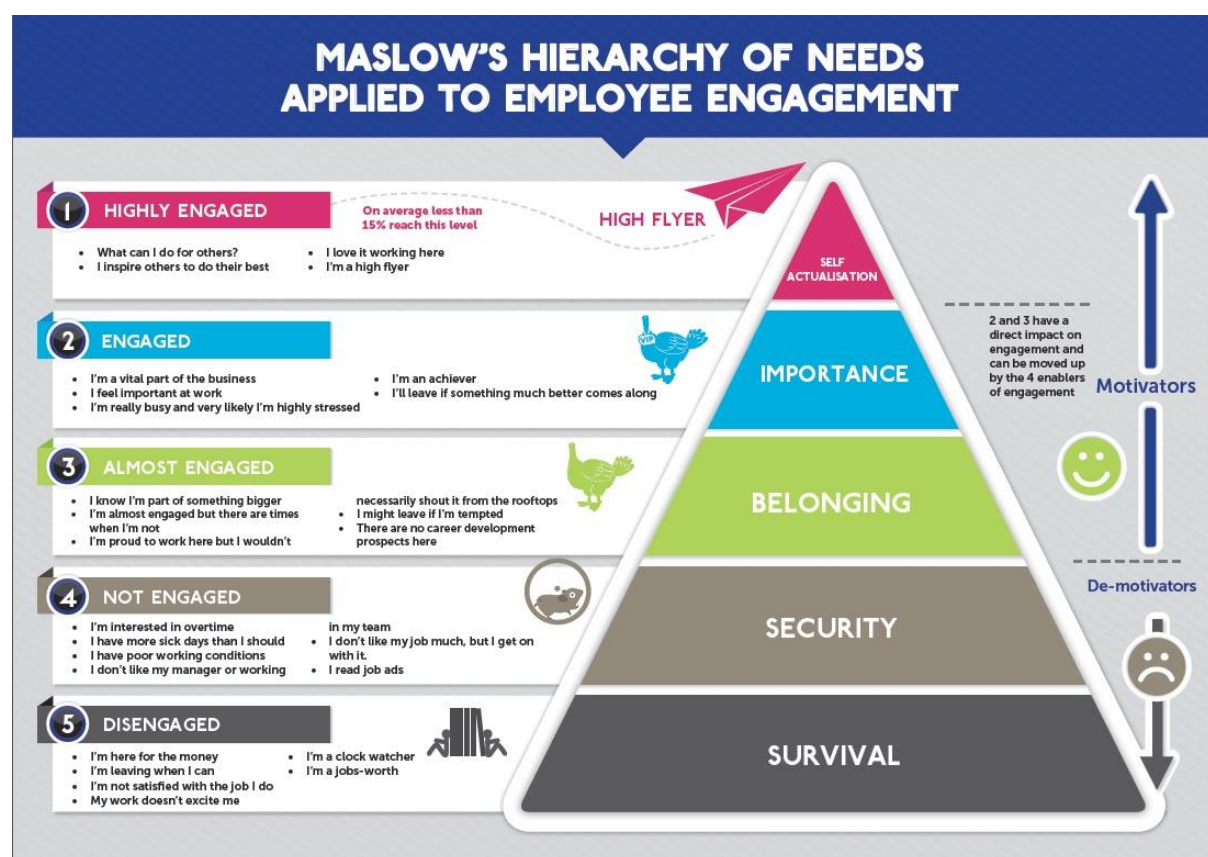 MASLOW'S HIERARCHY OF NEEDS
APPLIED TO EMPLOYEE ENGAGEMENT
1 HIGHLY ENGAGED
On average less than
15% reach this level
HIGH FLYER
• What can I do for others?
• I inspire others to do their best
• I love it working here
• I'm a high flyer
SELF
ACTUALISATION
2 ENGAGED
VIP
• I'm a vital part of the business
• I feel important at work
• I'm really busy and very likely I'm highly stressed
• I'm an achiever
• I'll leave if something much better comes along
IMPORTANCE
2 and 3 have a
direct impact on
engagement and
can be moved up
by the 4 enablers
of engagement
Motivators
3 ALMOST ENGAGED
• I know I'm part of something bigger
• I'm almost engaged but there are times
when I'm not
• I'm proud to work here but I wouldn't
necessarily shout it from the rooftops
• I might leave if I'm tempted
• There are no career development
prospects here
BELONGING
De-motivators
4 NOT ENGAGED
• I'm interested in overtime
• I have more sick days than I should
• I have poor working conditions
• I don't like my manager or working
in my team
• I don't like my job much, but I get on
with it.
• I read job ads
SECURITY
5 DISENGAGED
• I'm here for the money
• I'm leaving when I can
• I'm not satisfied with the job I do
• My work doesn't excite me
• I'm a clock watcher
• I'm a jobs-worth
SURVIVAL